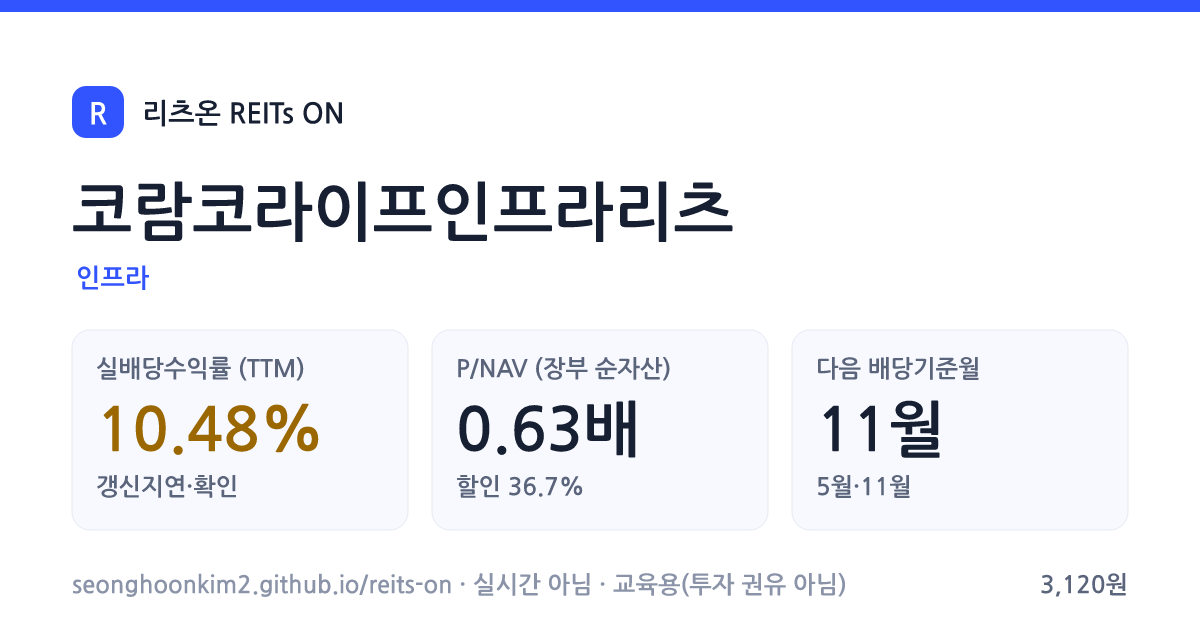 R 리츠온 REITs ON
코람코라이프인프라리츠
인프라
실배당수익률 (TTM)
10.48%
갱신지연·확인
P/NAV (장부 순자산)
0.63배
할인 36.7%
다음 배당기준월
11월
5월·11월
seonghoonkim2.github.io/reits-on · 실시간 아님 · 교육용(투자 권유 아님)
3,120원